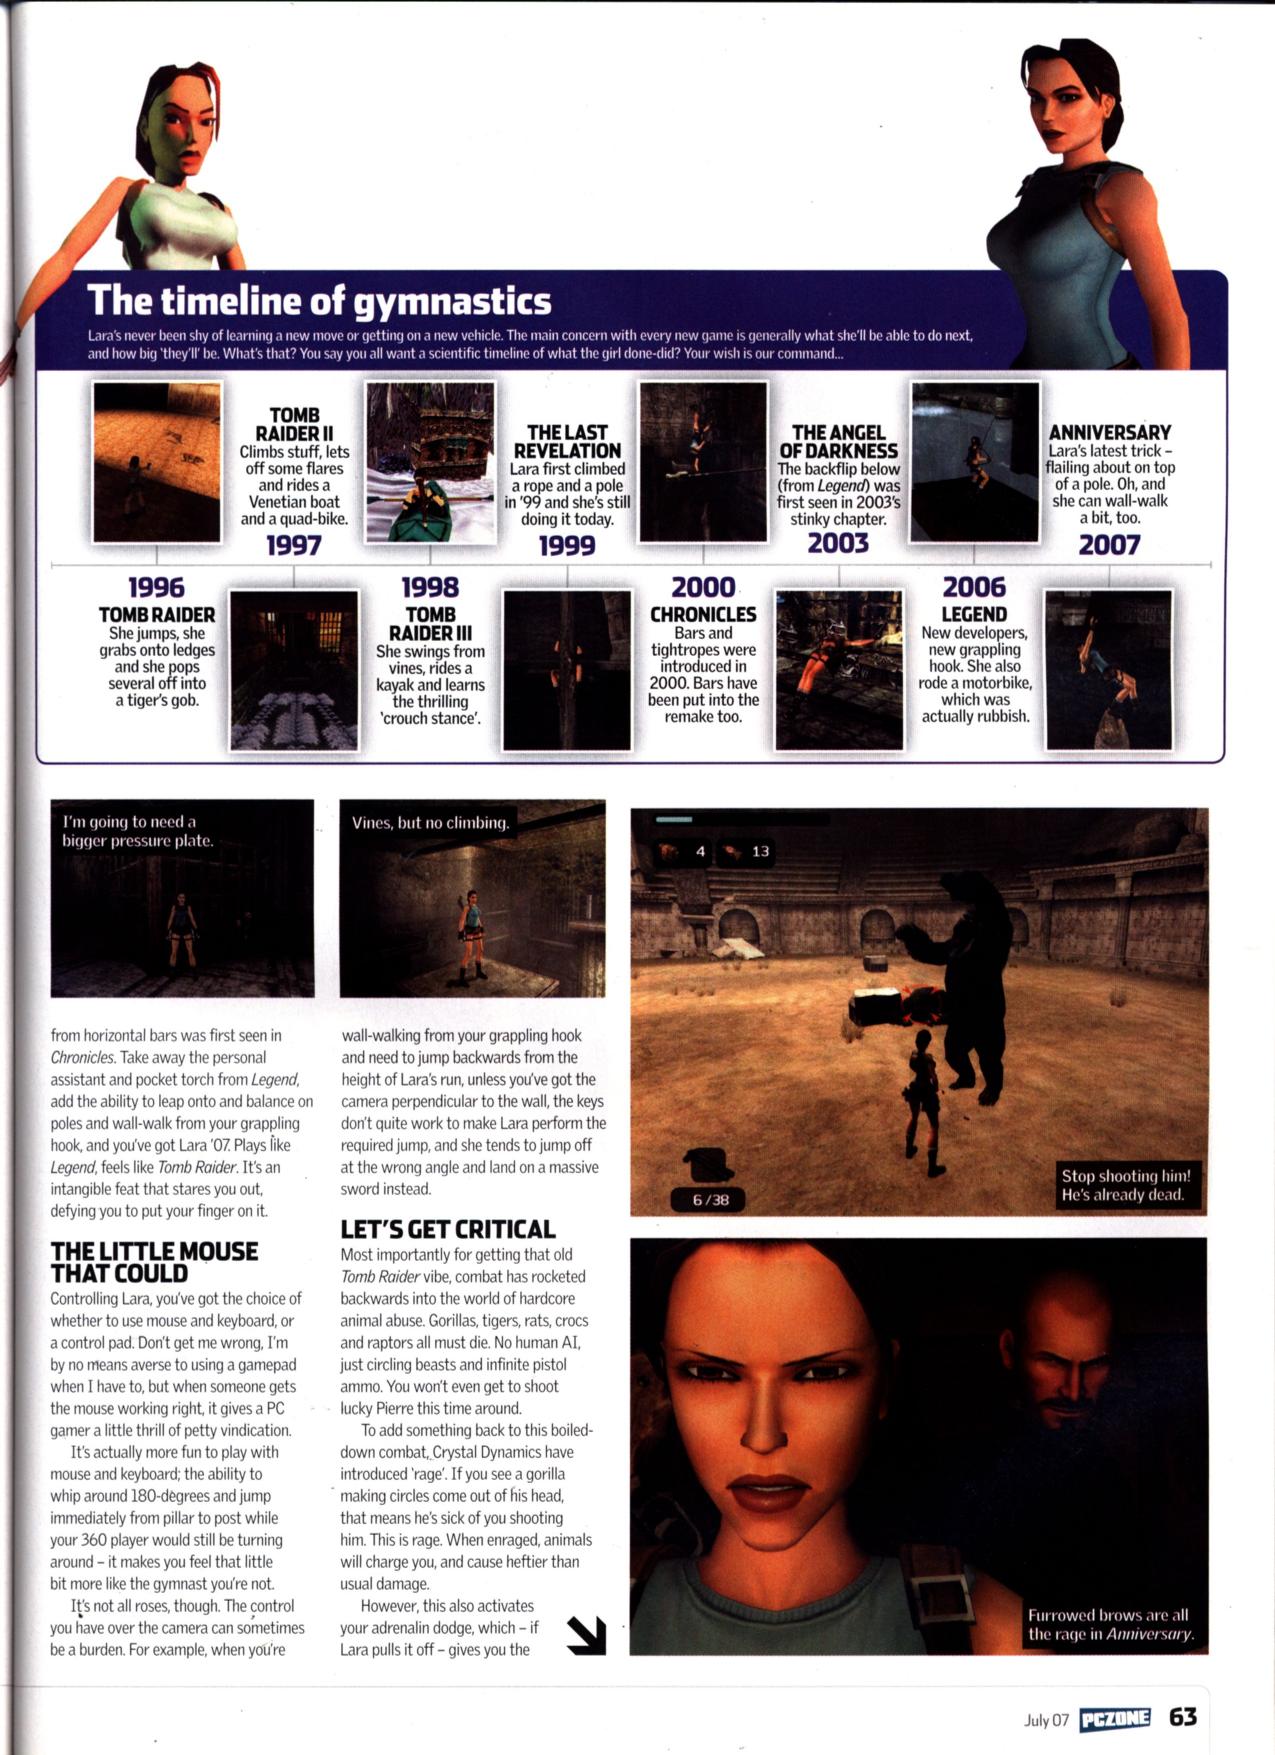 The timeline of gymnastics
Lara's never been shy of learning a new move or getting on a new vehicle. The main concern with every new game is generally what she'll be able to do next,
and how big 'they'll' be. What's that? You say you all want a scientific timeline of what the girl done-did? Your wish is our command...
1996
TOMB RAIDER
She jumps, she
grabs onto ledges
and she pops
several off into
a tiger's gob.
TOMB
RAIDER II
Climbs stuff, lets
off some flares
and rides a
Venetian boat
and a quad-bike.
1997
1998
TOMB
RAIDER III
She swings from
vines, rides a
kayak and learns
the thrilling
'crouch stance'.
THE LAST
REVELATION
Lara first climbed
a rope and a pole
in '99 and she's still
doing it today.
1999
2000
CHRONICLES
Bars and
tightropes were
introduced in
2000. Bars have
been put into the
remake too.
THE ANGEL
OF DARKNESS
The backflip below
(from Legend) was
first seen in 2003's
stinky chapter.
2003
2006
LEGEND
New developers,
new grappling
hook. She also
rode a motorbike,
which was
actually rubbish.
ANNIVERSARY
Lara's latest trick –
flailing about on top
of a pole. Oh, and
she can wall-walk
a bit, too.
2007
I'm going to need a
bigger pressure plate.
Vines, but no climbing.
from horizontal bars was first seen in
Chronicles. Take away the personal
assistant and pocket torch from Legend,
add the ability to leap onto and balance on
poles and wall-walk from your grappling
hook, and you've got Lara '07. Plays like
Legend, feels like Tomb Raider. It's an
intangible feat that stares you out,
defying you to put your finger on it.
THE LITTLE MOUSE
THAT COULD
Controlling Lara, you've got the choice of
whether to use mouse and keyboard, or
a control pad. Don't get me wrong, I'm
by no means averse to using a gamepad
when I have to, but when someone gets
the mouse working right, it gives a PC
gamer a little thrill of petty vindication.
It's actually more fun to play with
mouse and keyboard; the ability to
whip around 180-degrees and jump
immediately from pillar to post while
your 360 player would still be turning
around – it makes you feel that little
bit more like the gymnast you're not.
It's not all roses, though. The control
you have over the camera can sometimes
be a burden. For example, when you're
wall-walking from your grappling hook
and need to jump backwards from the
height of Lara's run, unless you've got the
camera perpendicular to the wall, the keys
don't quite work to make Lara perform the
required jump, and she tends to jump off
at the wrong angle and land on a massive
sword instead.
LET'S GET CRITICAL
Most importantly for getting that old
Tomb Raider vibe, combat has rocketed
backwards into the world of hardcore
animal abuse. Gorillas, tigers, rats, crocs
and raptors all must die. No human AI,
just circling beasts and infinite pistol
ammo. You won't even get to shoot
lucky Pierre this time around.
To add something back to this boiled-
down combat, Crystal Dynamics have
introduced 'rage'. If you see a gorilla
making circles come out of his head,
that means he's sick of you shooting
him. This is rage. When enraged, animals
will charge you, and cause heftier than
usual damage.
However, this also activates
your adrenalin dodge, which – if
Lara pulls it off – gives you the
4 13
6/38
Stop shooting him!
He's already dead.
Furrowed brows are all
the rage in Anniversary.
July 07 PCZONE 63